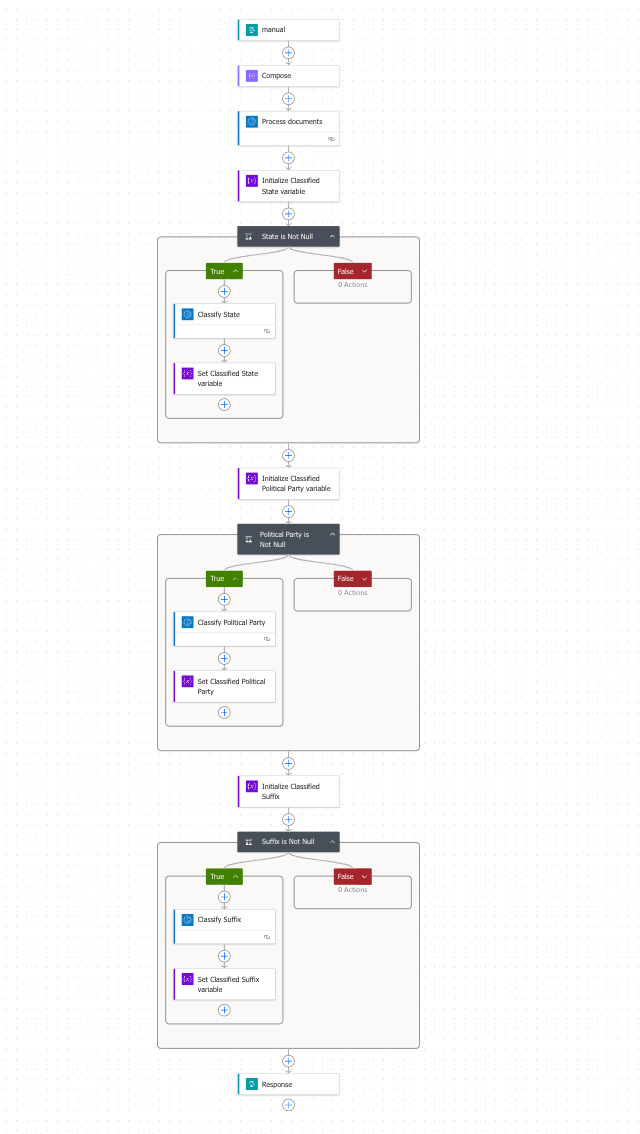 manual
Compose
Process documents
Initialize Classified
State variable
State is Not Null
True
False
0 Actions
Classify State
Set Classified State
variable
Initialize Classified
Political Party variable
Political Party is
Not Null
True
False
0 Actions
Classify Political Party
Set Classified Political
Party
Initialize Classified
Suffix
Suffix is Not Null
True
False
0 Actions
Classify Suffix
Set Classified Suffix
variable
Response